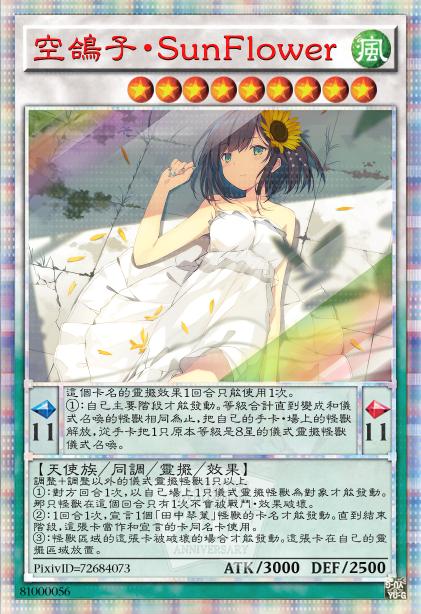 空鴿子・SunFlower
風
這個卡名的靈擺效果1回合只能使用1次。
①:自己主要階段才能發動。等級合計直到變成和儀
式召喚的怪獸相同為止,把自己的手卡・場上的怪獸
解放,從手卡把1只原本等級是8星的儀式靈擺怪獸
儀式召喚。
11
11
【天使族/同調/靈擺/效果】
調整+調整以外的儀式靈擺怪獸1只以上
①:對方回合1次,以自己場上1只儀式靈擺怪獸為對象才能發動。
那只怪獸在這個回合只有1次不會被戰鬥・效果破壞。
②:1回合1次,宣言1個「田中琴葉」怪獸的卡名才能發動。直到結束
階段,這張卡當作和宣言的卡同名卡使用。
③:怪獸區域的這張卡被破壞的場合才能發動。這張卡在自己的靈
擺區域放置。
ANNIVERSARY
PixivID=72684073
ATK/3000 DEF/2500
81000056